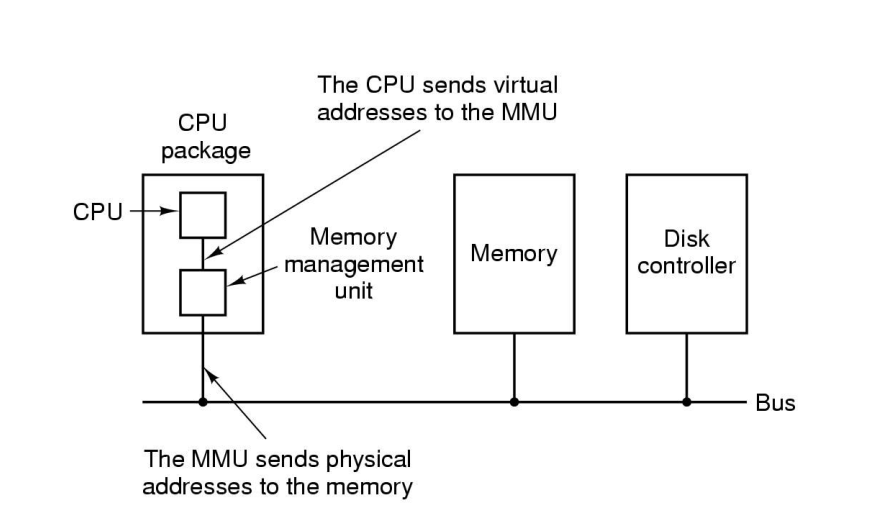 The CPU sends virtual
addresses to the MMU
CPU
package
CPU
Memory
management
unit
Memory
Disk
controller
Bus
The MMU sends physical
addresses to the memory